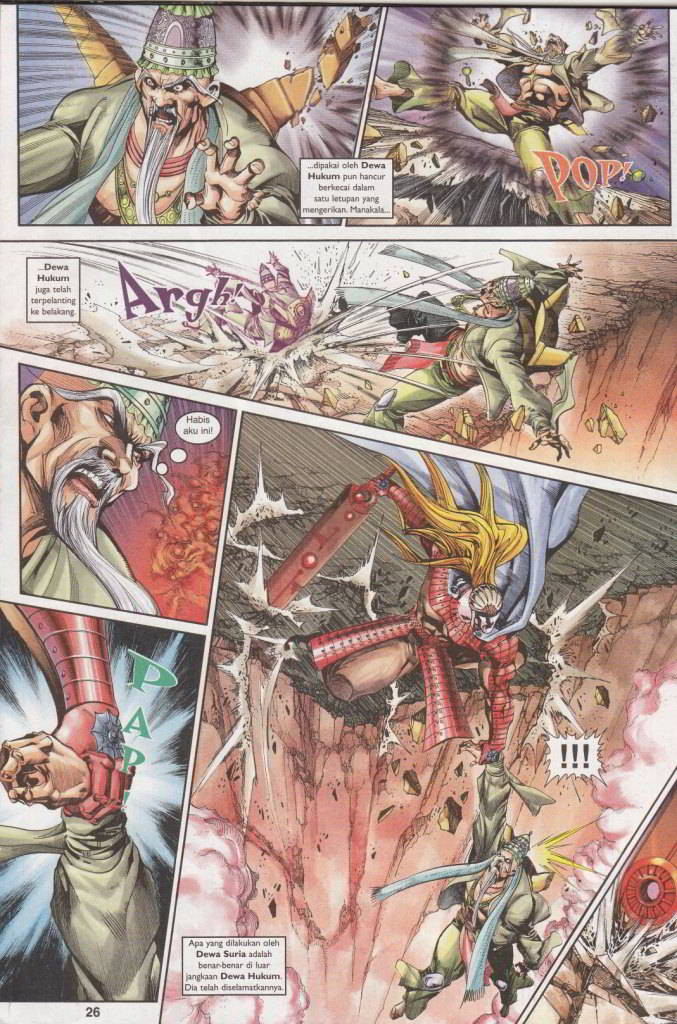 ...dipakai oleh Dewa
Hukum pun hancur
berkecai dalam
satu letupan yang
mengerikan. Manakala...
POP!
...Dewa
Hukum
juga telah
terpelanting
ke belakang.
Argh!
Habis
aku ini!
PAP!
!!!
Apa yang dilakukan oleh
Dewa Suria adalah
benar-benar di luar
jangkaan Dewa Hukum.
Dia telah diselamatkannya.
26